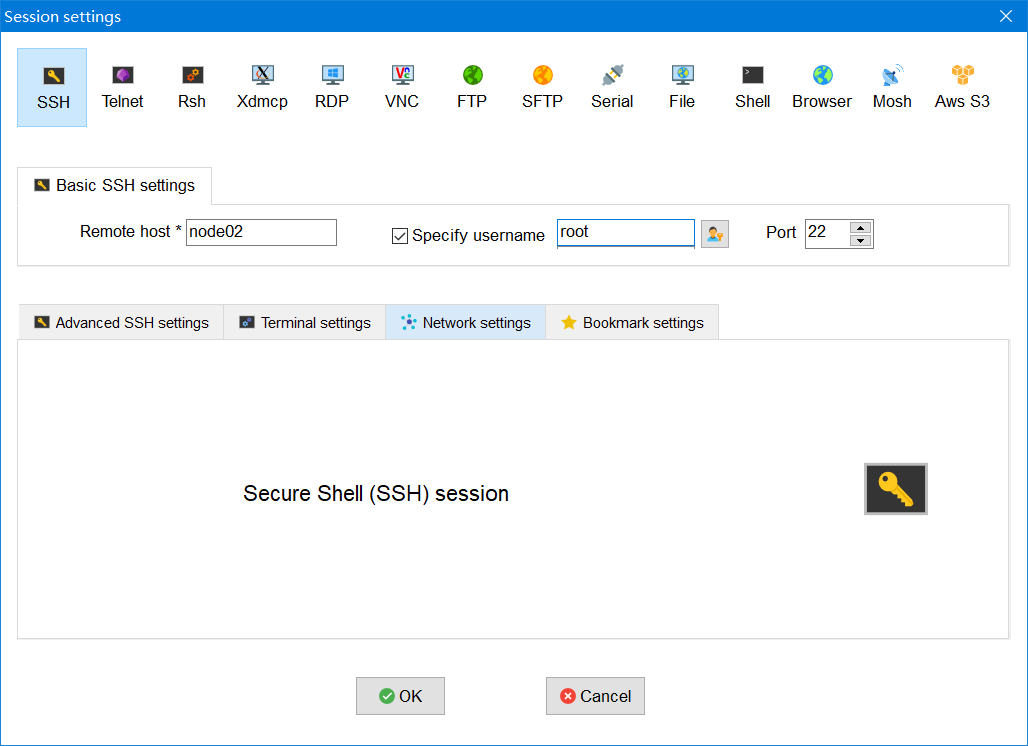 Session settings
SSH Telnet Rsh Xdmcp RDP VNC FTP SFTP Serial File Shell Browser Mosh Aws S3
Basic SSH settings
Remote host * node02 Specify username root Port 22
Advanced SSH settings Terminal settings Network settings Bookmark settings
Secure Shell (SSH) session
OK Cancel